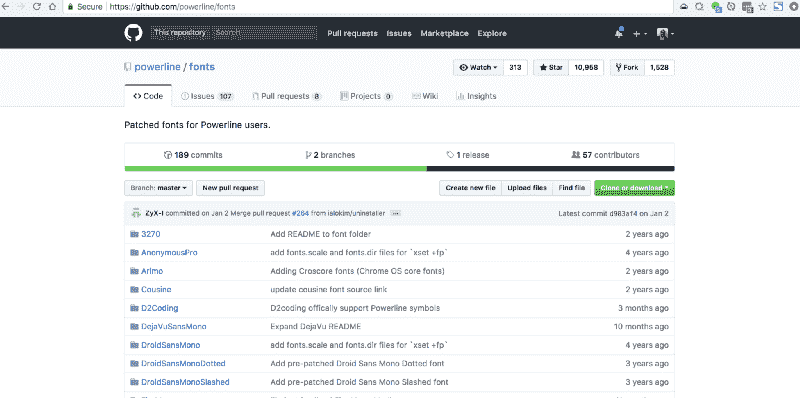 Secure https://github.com/powerline/fonts
This repository Search Pull requests Issues Marketplace Explore
powerline / fonts Watch 313 Star 10,958 Fork 1,528
Code Issues 107 Pull requests 8 Projects 0 Wiki Insights
Patched fonts for Powerline users.
189 commits 2 branches 1 release 57 contributors
Branch: master New pull request Create new file Upload files Find file Clone or download
ZyX-I committed on Jan 2 Merge pull request #264 from islokim/uninstaller ... Latest commit d983af4 on Jan 2
3270 Add README to font folder 2 years ago
AnonymousPro add fonts.scale and fonts.dir files for `xset +fp` 4 years ago
Arimo Adding Croscore fonts (Chrome OS core fonts) 2 years ago
Cousine update cousine font source link 2 years ago
D2Coding D2coding offically support Powerline symbols 3 months ago
DejaVuSansMono Expand DejaVu README 10 months ago
DroidSansMono add fonts.scale and fonts.dir files for `xset +fp` 4 years ago
DroidSansMonoDotted Add pre-patched Droid Sans Mono Dotted font 3 years ago
DroidSansMonoSlashed Add pre-patched Droid Sans Mono Slashed font 3 years ago